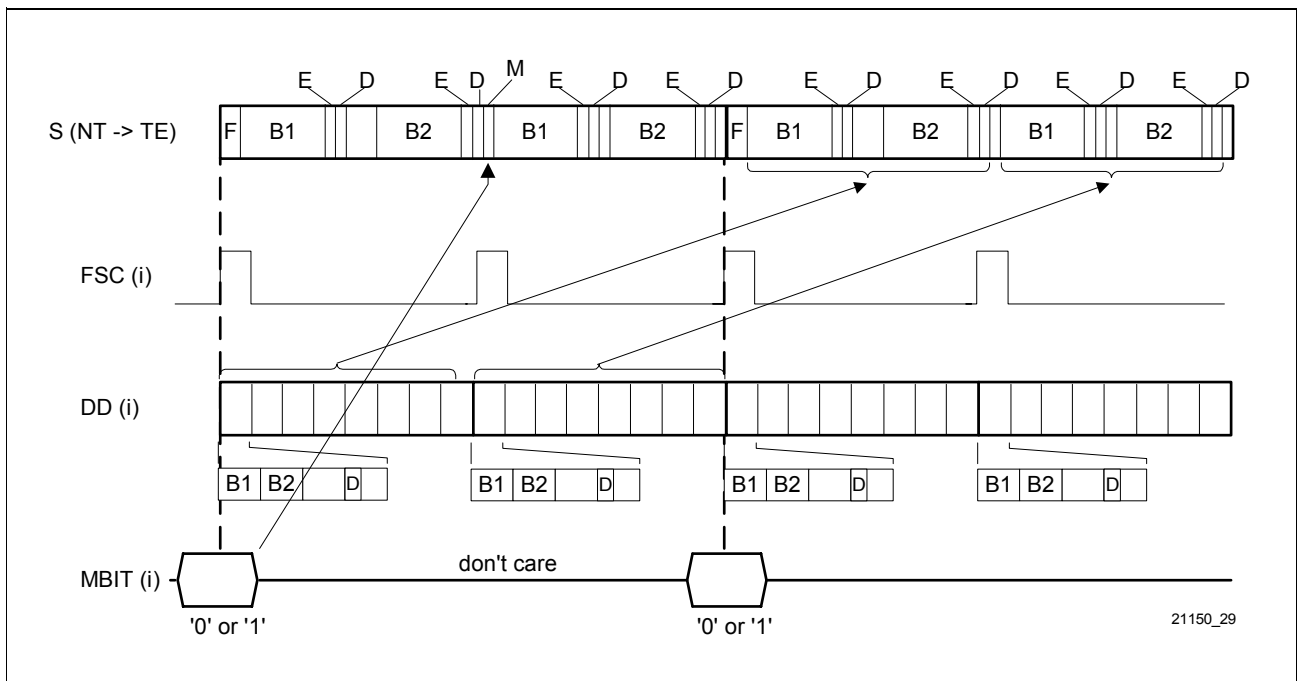 E D E D M E D E D E D E D E D E D
S (NT -> TE) F B1 B2 B1 B2 F B1 B2 B1 B2
FSC (i)
DD (i)
B1 B2 D B1 B2 D B1 B2 D B1 B2 D
don't care
MBIT (i)
'0' or '1' '0' or '1' 21150_29